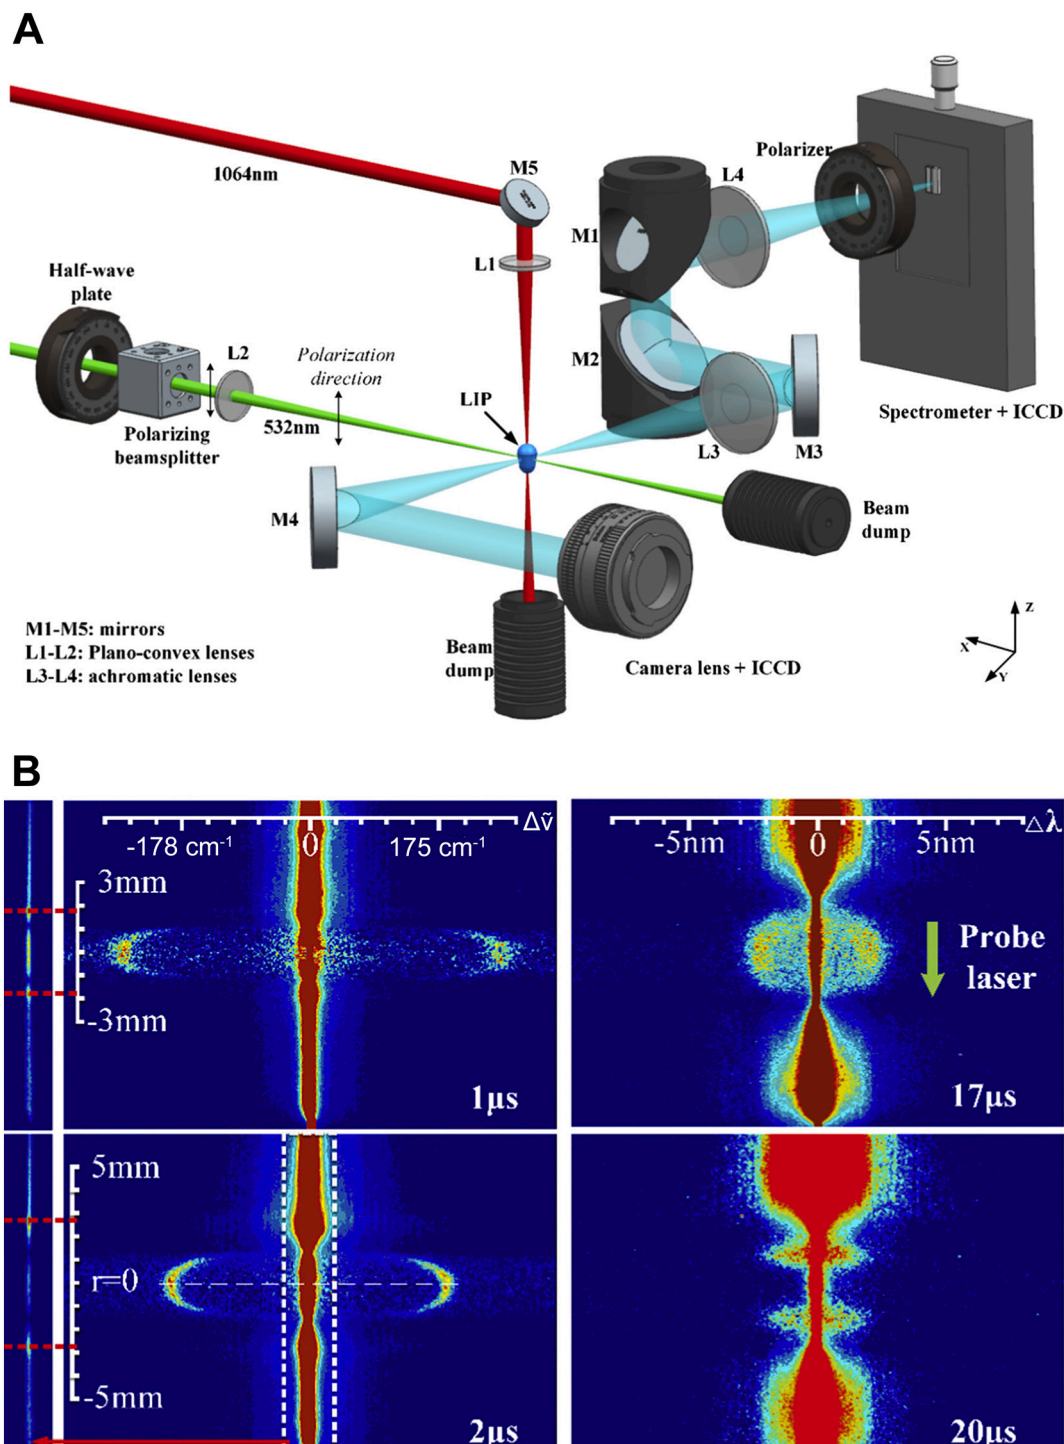 A
1064nm
M5
L4
Polarizer
M1
L1
Half-wave
plate
L2
Polarization
direction
M2
LIP
532nm
Polarizing
beamsplitter
L3
M3
Spectrometer + ICCD
M4
Beam
dump
M1-M5: mirrors
L1-L2: Plano-convex lenses
L3-L4: achromatic lenses
Beam
dump
Camera lens + ICCD
Z
X
Y
B
Δṽ
-178 cm⁻¹ 0 175 cm⁻¹
3mm
-3mm
1μs
Δλ
-5nm 0 5nm
Probe
laser
17μs
5mm
r=0
-5mm
2μs
20μs